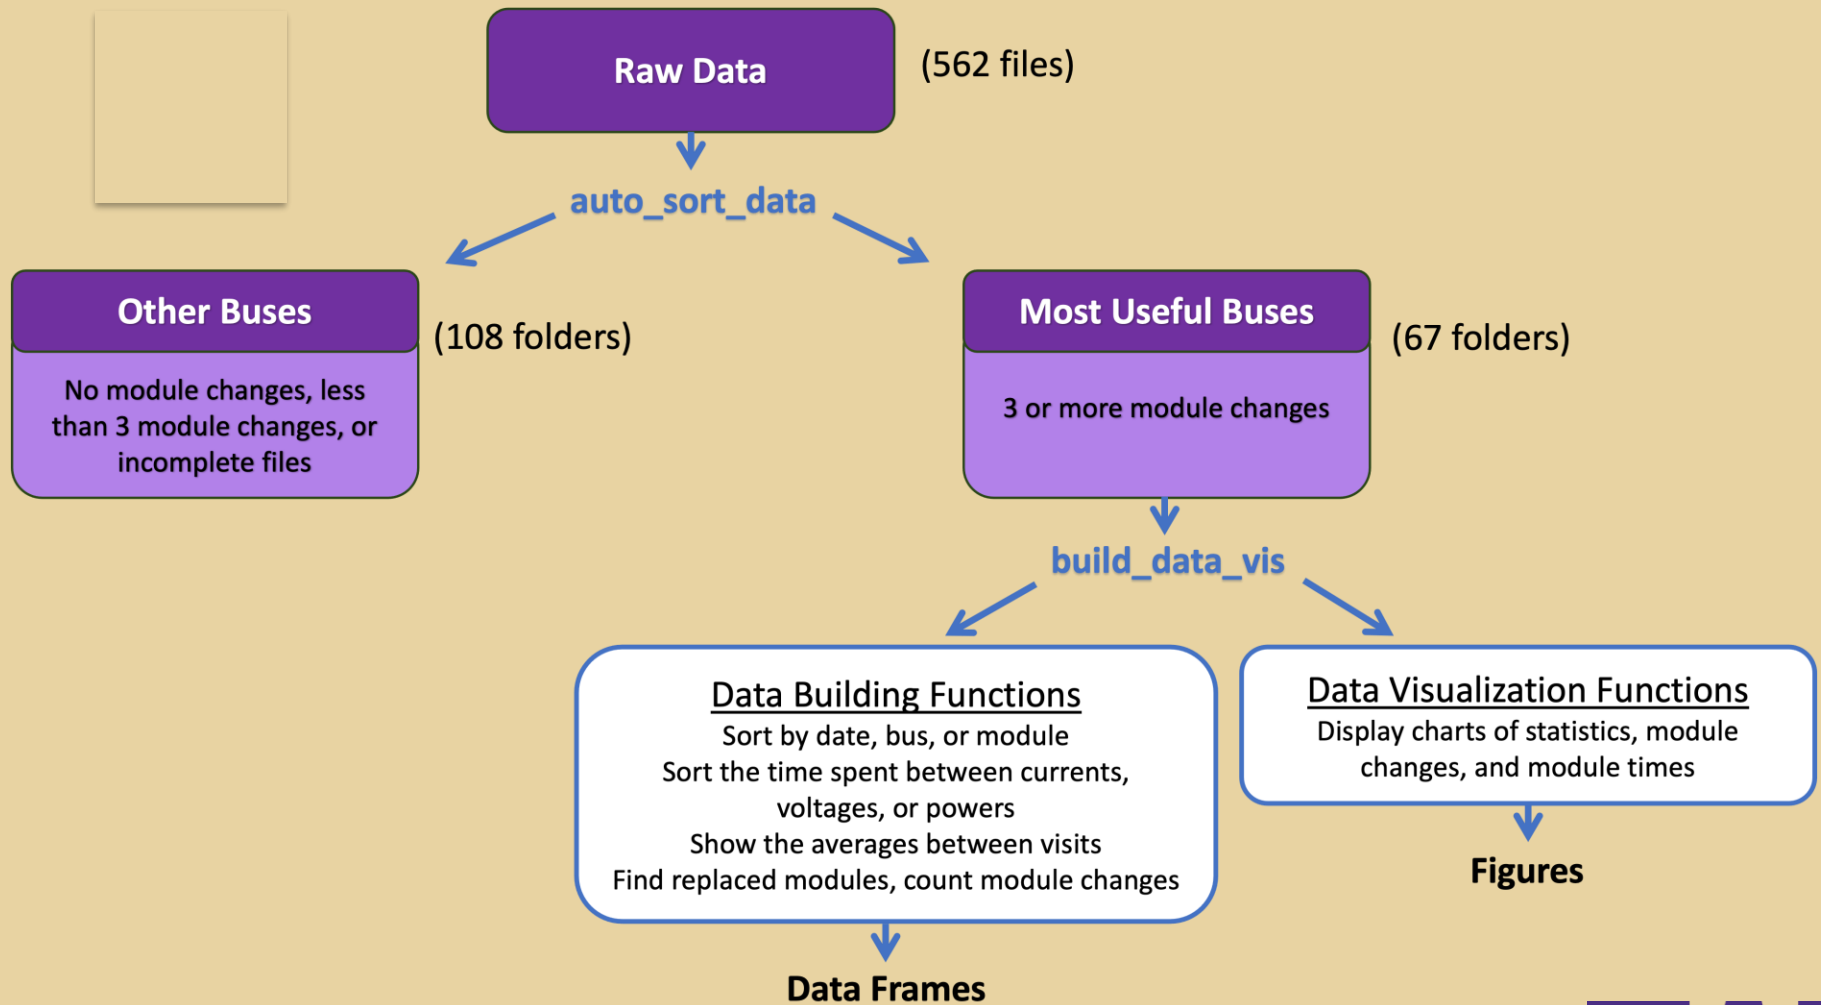 Raw Data
(562 files)
auto_sort_data
Other Buses
(108 folders)
No module changes, less
than 3 module changes, or
incomplete files
Most Useful Buses
(67 folders)
3 or more module changes
build_data_vis
Data Building Functions
Sort by date, bus, or module
Sort the time spent between currents,
voltages, or powers
Show the averages between visits
Find replaced modules, count module changes
Data Frames
Data Visualization Functions
Display charts of statistics, module
changes, and module times
Figures